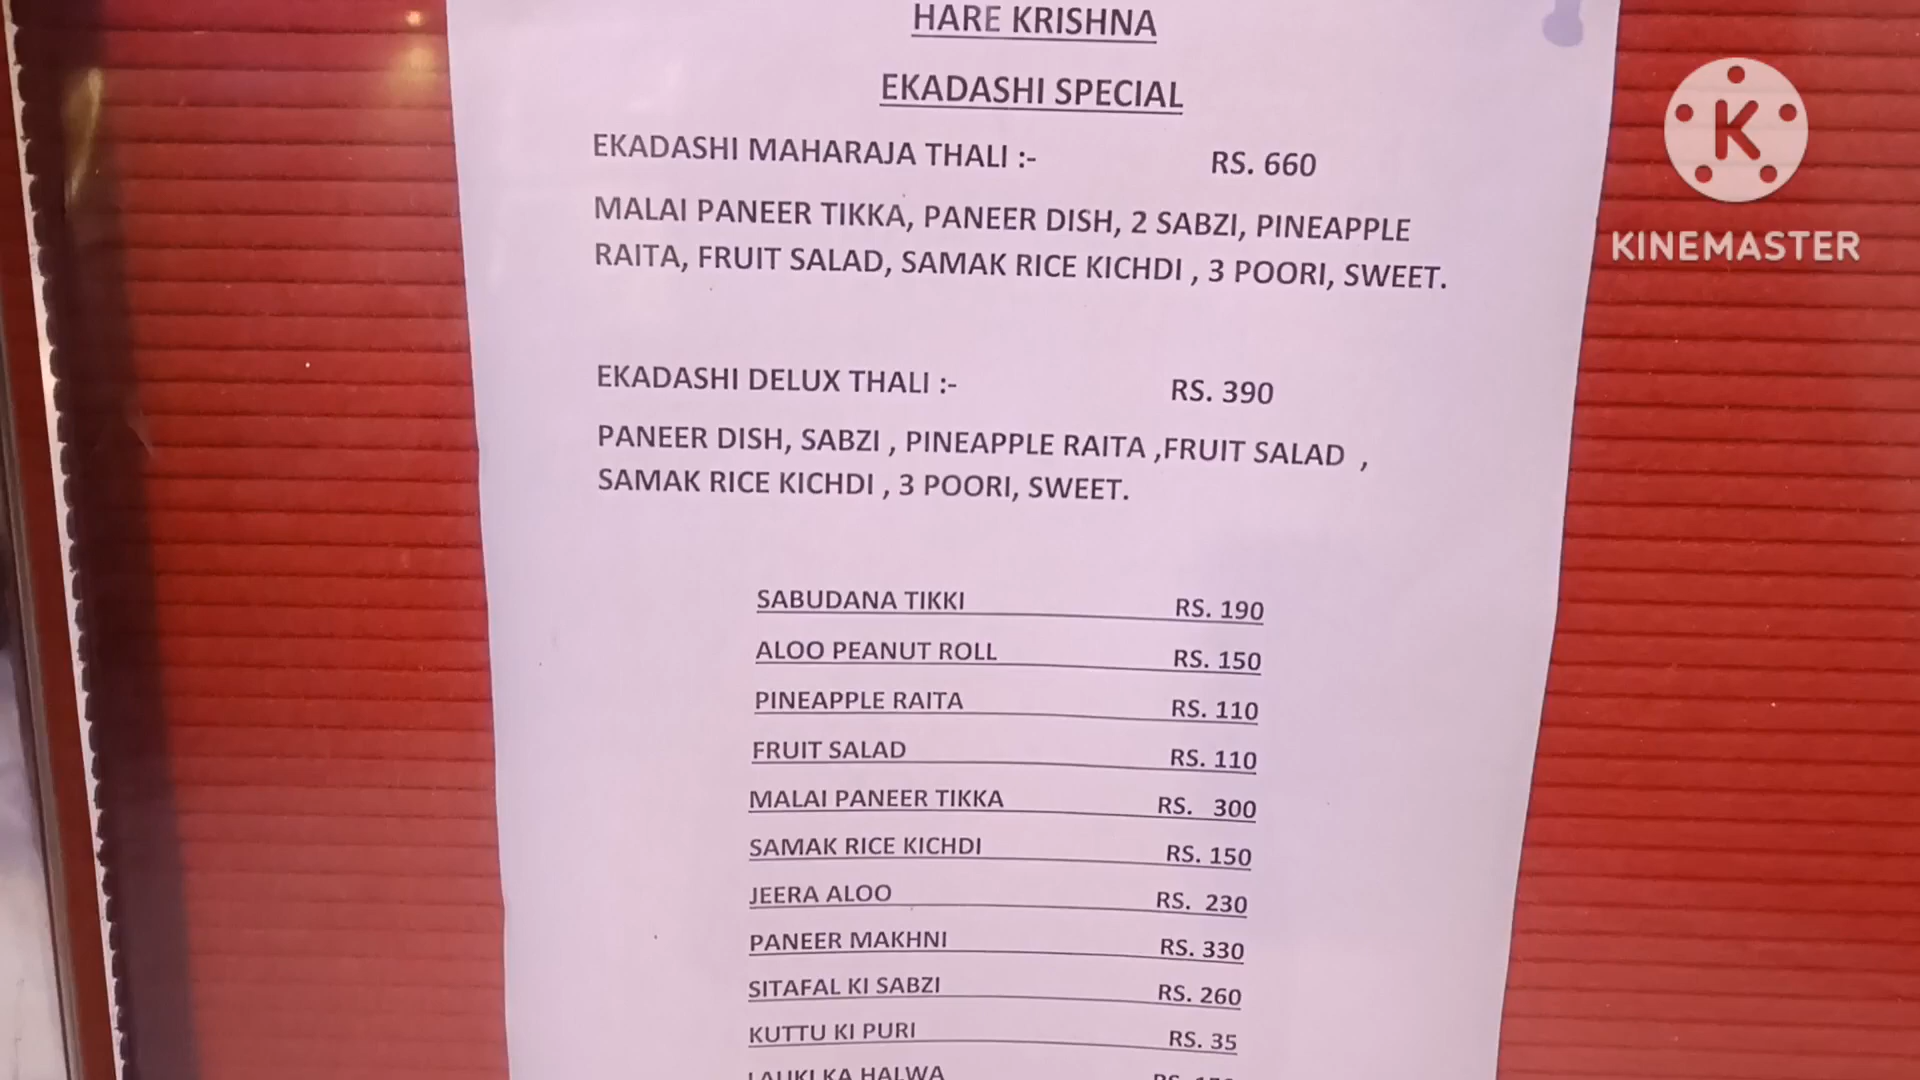 HARE KRISHNA
EKADASHI SPECIAL
EKADASHI MAHARAJA THALI :- RS. 660
MALAI PANEER TIKKA, PANEER DISH, 2 SABZI, PINEAPPLE
RAITA, FRUIT SALAD, SAMAK RICE KICHDI , 3 POORI, SWEET.
EKADASHI DELUX THALI :- RS. 390
PANEER DISH, SABZI , PINEAPPLE RAITA ,FRUIT SALAD ,
SAMAK RICE KICHDI , 3 POORI, SWEET.
SABUDANA TIKKI RS. 190
ALOO PEANUT ROLL RS. 150
PINEAPPLE RAITA RS. 110
FRUIT SALAD RS. 110
MALAI PANEER TIKKA RS. 300
SAMAK RICE KICHDI RS. 150
JEERA ALOO RS. 230
PANEER MAKHNI RS. 330
SITAFAL KI SABZI RS. 260
KUTTU KI PURI RS. 35
LAUKI KA HALWA RS.
K
KINEMASTER